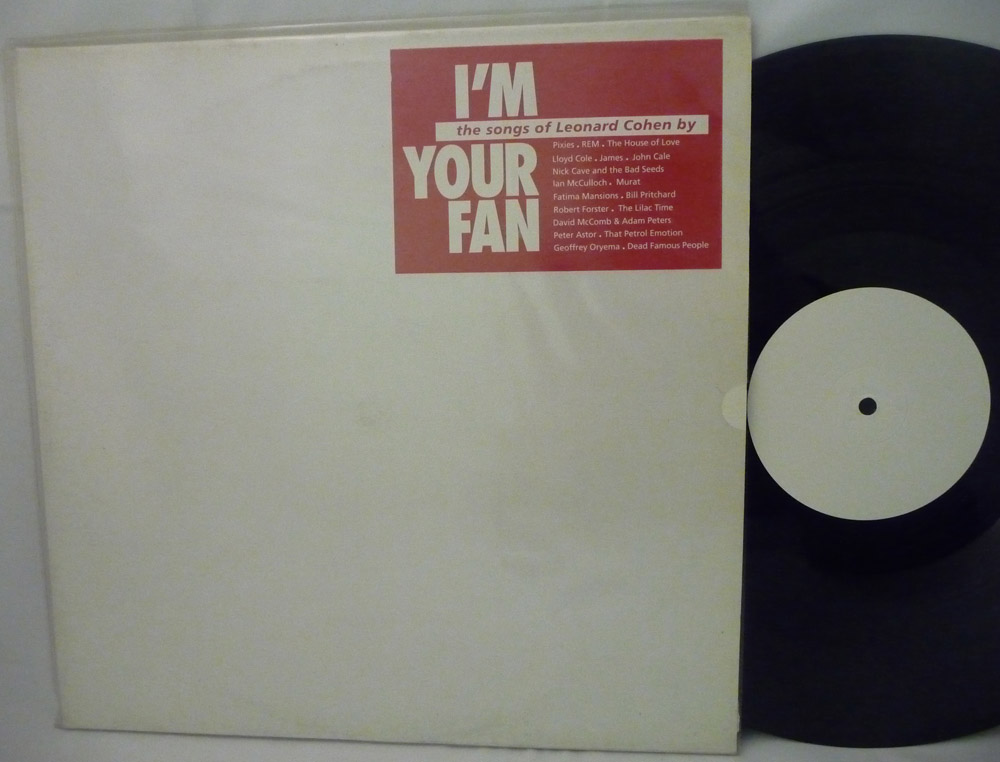 I'M
the songs of Leonard Cohen by
YOUR
FAN
Pixies . REM . The House of Love
Lloyd Cole . James . John Cale
Nick Cave and the Bad Seeds
Ian McCulloch . Murat
Fatima Mansions . Bill Pritchard
Robert Forster . The Lilac Time
David McComb & Adam Peters
Peter Astor . That Petrol Emotion
Geoffrey Oryema . Dead Famous People